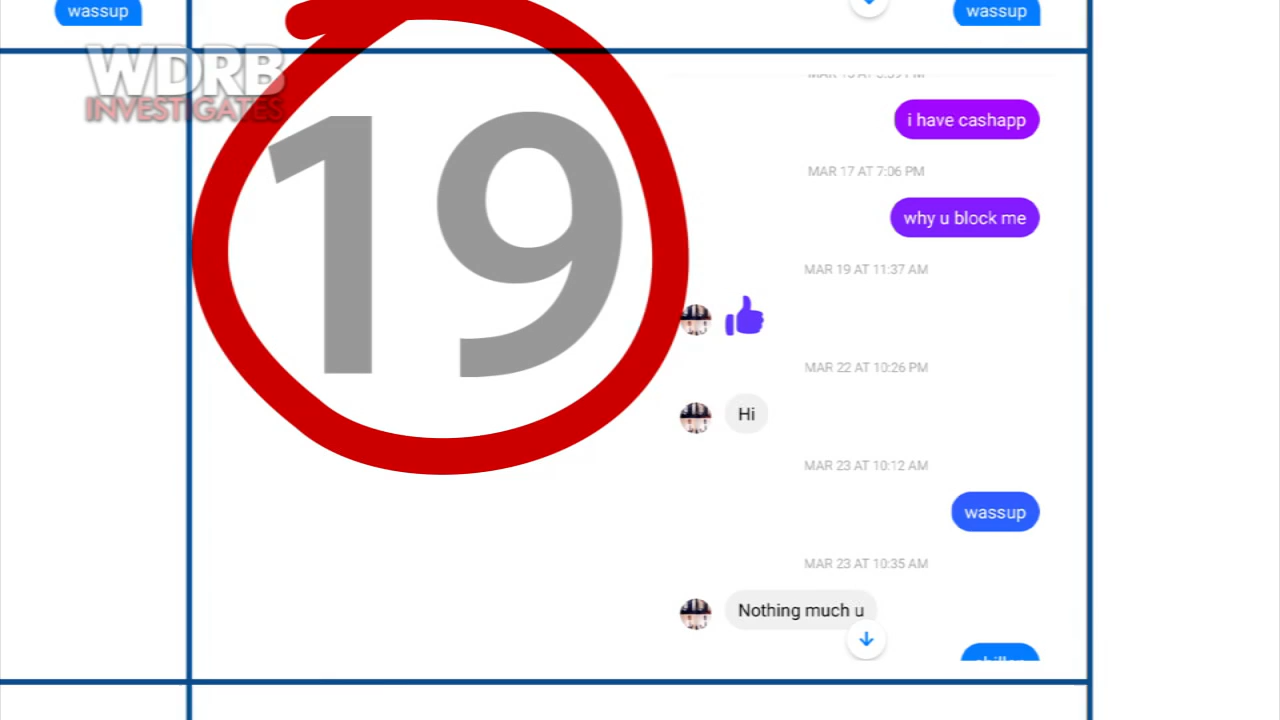 wassup
wassup
WDRB
INVESTIGATES
19
i have cashapp
MAR 17 AT 7:06 PM
why u block me
MAR 19 AT 11:37 AM
MAR 22 AT 10:26 PM
Hi
MAR 23 AT 10:12 AM
wassup
MAR 23 AT 10:35 AM
Nothing much u